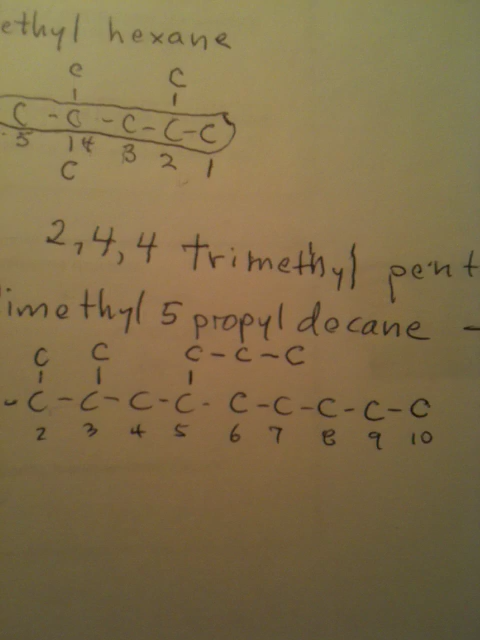 ethyl hexane
C C
C - C - C - C - C
5 4 3 2 1
C
2,4,4 trimethyl pent
imethyl 5 propyl decane -
C C C - C - C
- C - C - C - C - C - C - C - C - C
2 3 4 5 6 7 8 9 10